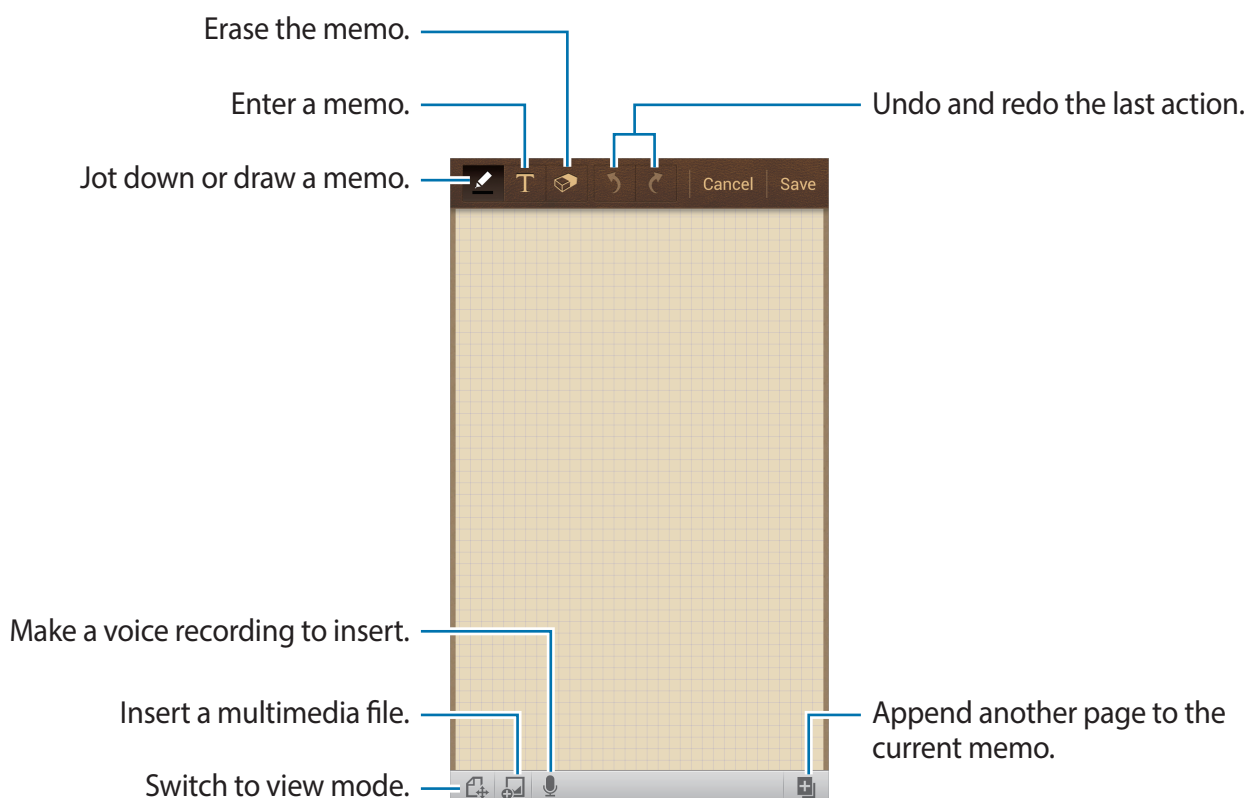 Erase the memo.
Enter a memo.
Undo and redo the last action.
Jot down or draw a memo.
T
Cancel
Save
Make a voice recording to insert.
Insert a multimedia file.
Append another page to the
current memo.
Switch to view mode.